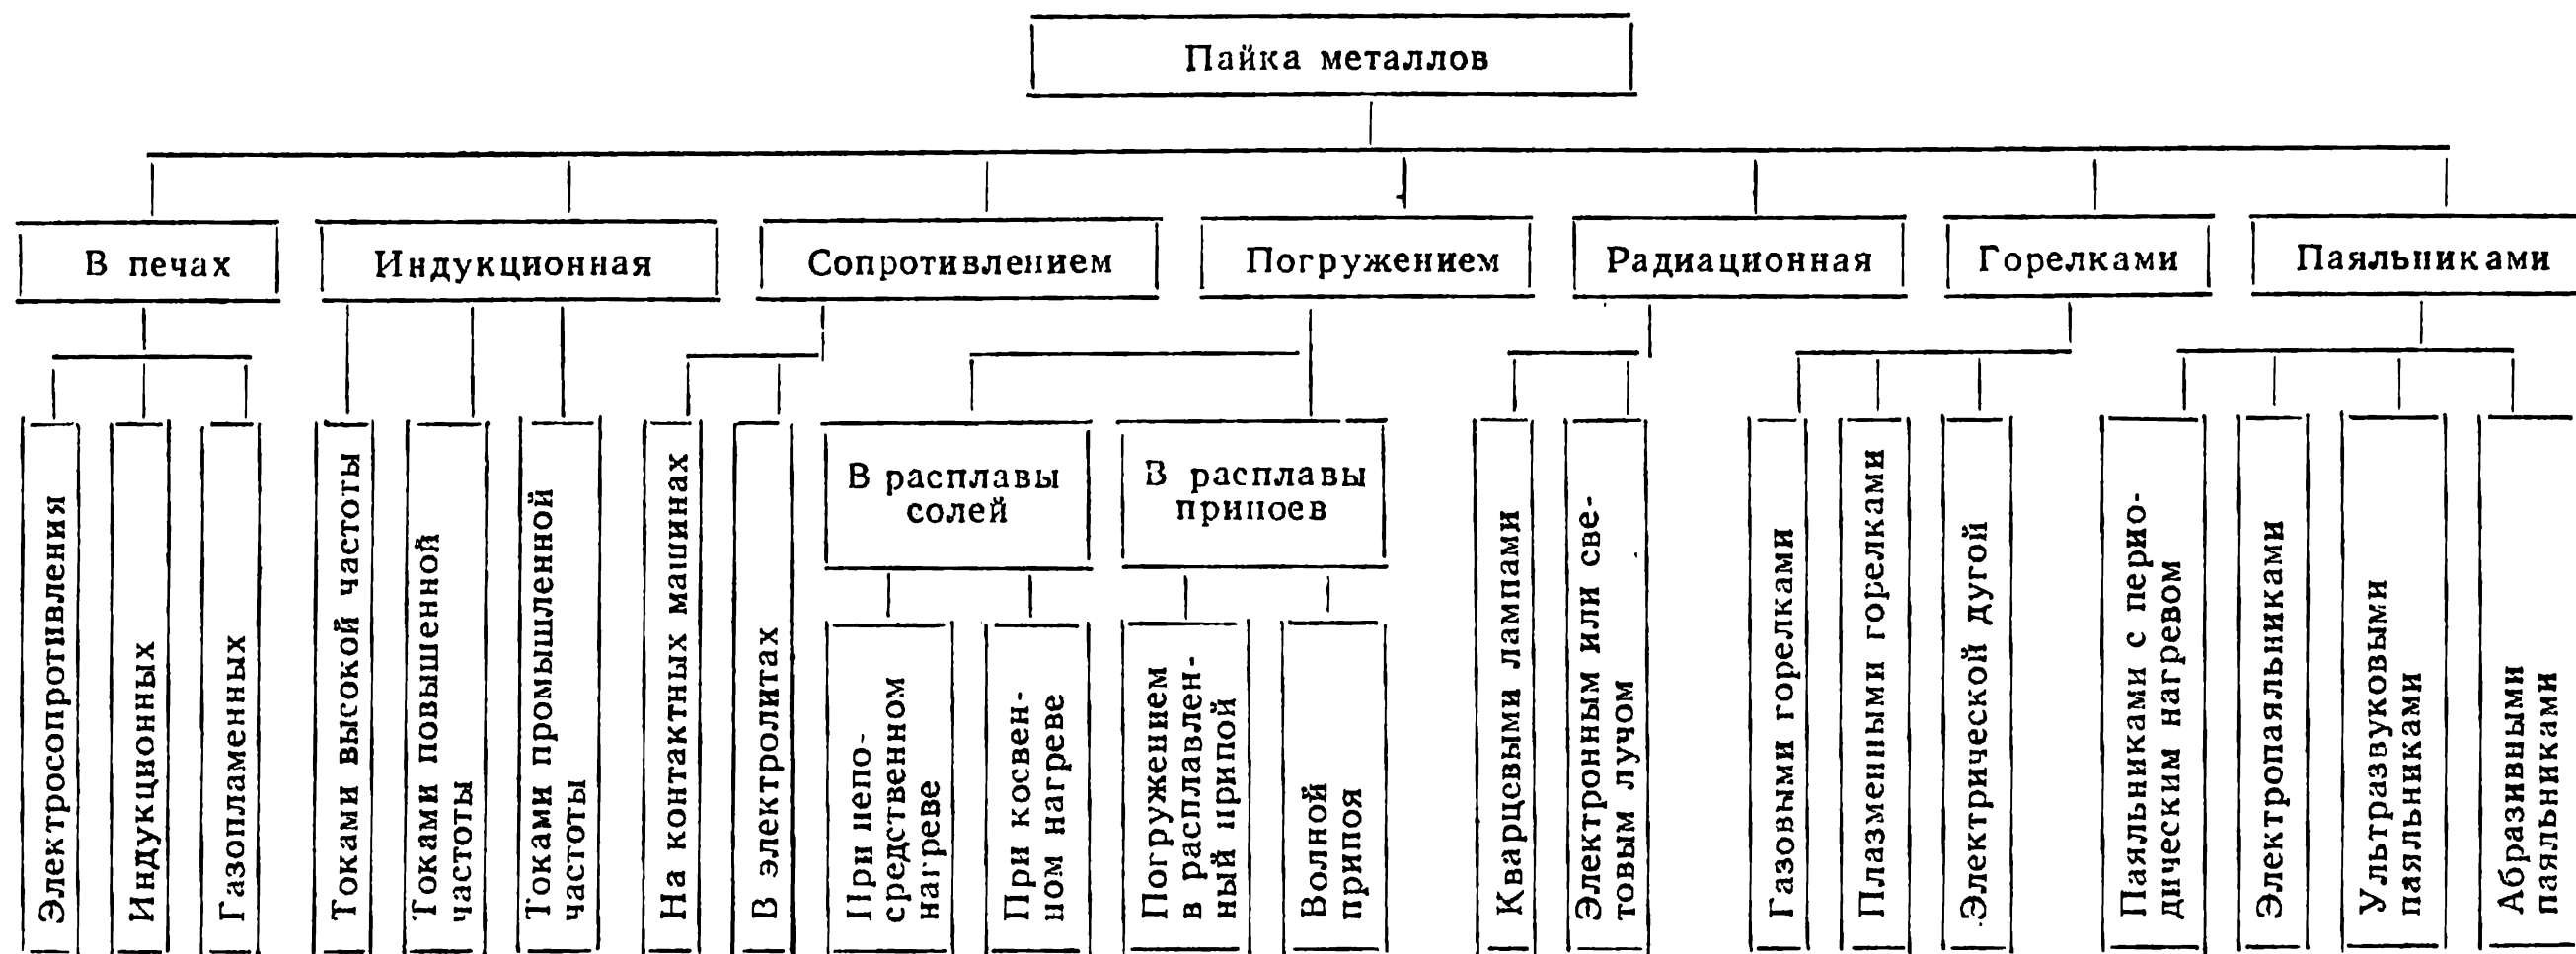 Пайка металлов
В печах
Индукционная
Сопротивлением
Погружением
Радиационная
Горелками
Паяльниками
Электросопротивления
Индукционных
Газопламенных
Токами высокой частоты
Токами повышенной
частоты
Токами промышленной
частоты
На контактных машинах
В электролитах
В расплавы
солей
В расплавы
припоев
При непо-
средственном
нагреве
При косвен-
ном нагреве
Погружением
в расплавлен-
ный припой
Волной
припоя
Кварцевыми лампами
Электронным или све-
товым лучом
Газовыми горелками
Плазменными горелками
Электрической дугой
Паяльниками с перио-
дическим нагревом
Электропаяльниками
Ультразвуковыми
паяльниками
Абразивными
паяльниками